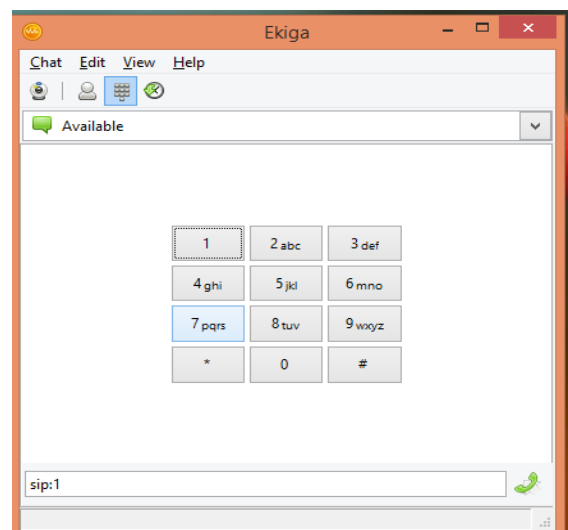 Ekiga
Chat Edit View Help
Available
1 2 abc 3 def
4 ghi 5 jkl 6 mno
7 pqrs 8 tuv 9 wxyz
* 0 #
sip:1